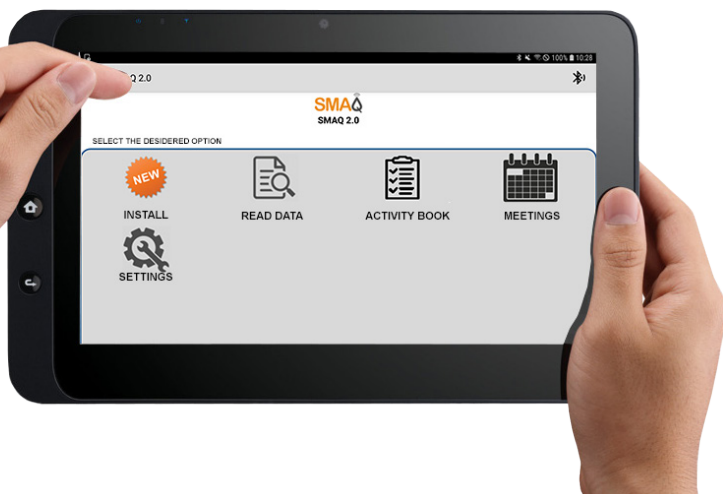 100% 10:28
Q 2.0
SMAQ
SMAQ 2.0
SELECT THE DESIDERED OPTION
NEW
INSTALL
READ DATA
ACTIVITY BOOK
MEETINGS
SETTINGS